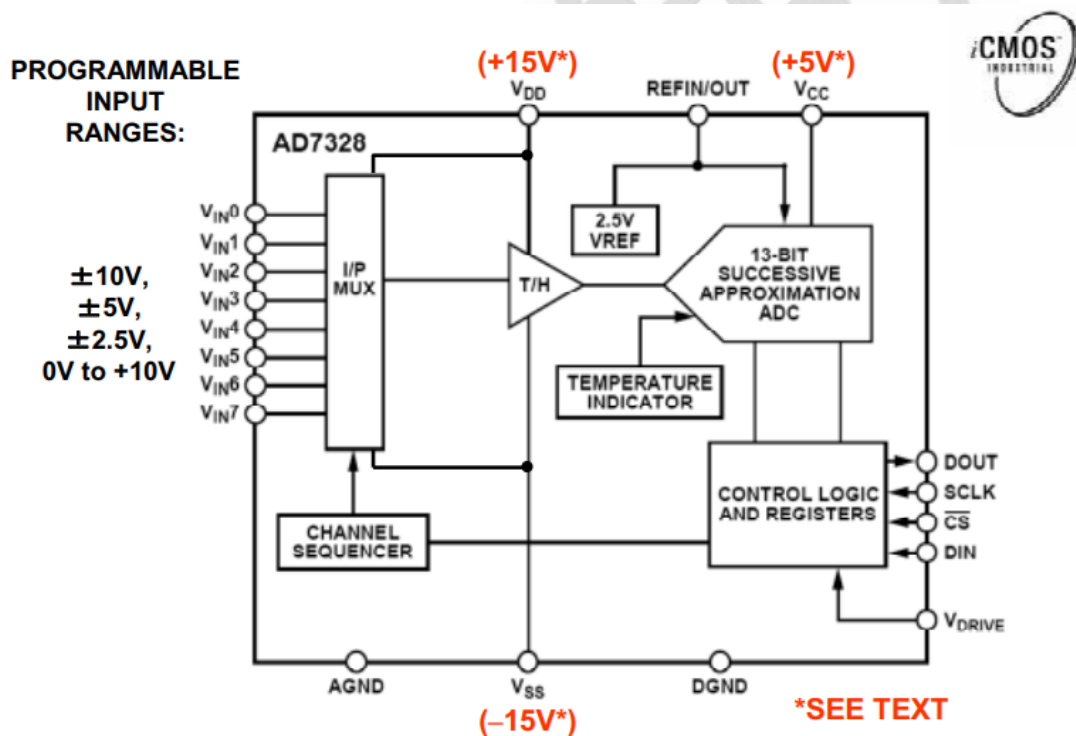 iCMOS
INDUSTRIAL
PROGRAMMABLE
INPUT
RANGES:
(+15V*)
(+5V*)
VDD
REFIN/OUT
VCC
AD7328
VIN0
VIN1
VIN2
VIN3
VIN4
VIN5
VIN6
VIN7
±10V,
±5V,
±2.5V,
0V to +10V
I/P
MUX
T/H
2.5V
VREF
13-BIT
SUCCESSIVE
APPROXIMATION
ADC
TEMPERATURE
INDICATOR
CHANNEL
SEQUENCER
CONTROL LOGIC
AND REGISTERS
DOUT
SCLK
C̅S̅
DIN
VDRIVE
AGND
VSS
DGND
(–15V*)
*SEE TEXT